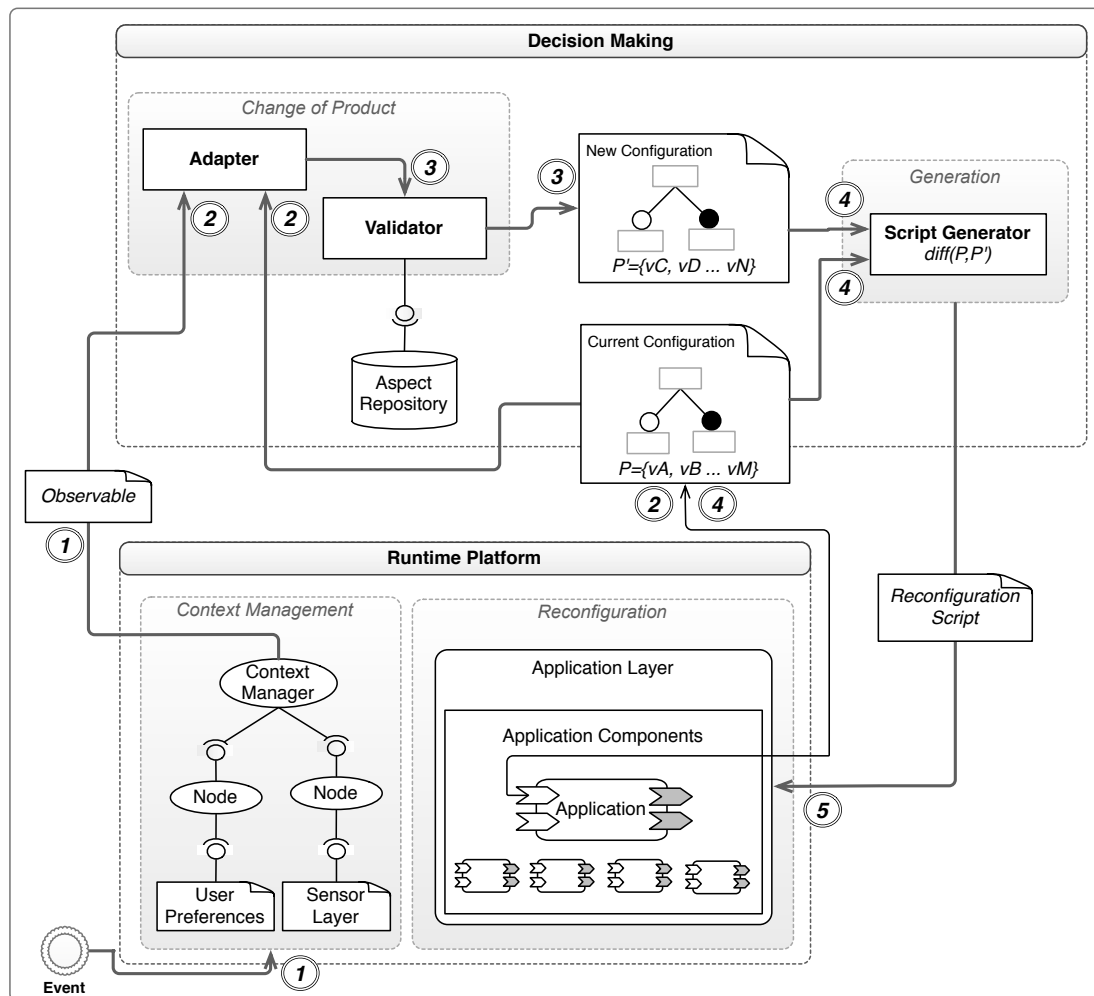 Decision Making
Change of Product
Adapter
3
Validator
2
2
Aspect
Repository
3
New Configuration
P'={vC, vD ... vN}
Generation
4
Script Generator
diff(P,P')
4
Current Configuration
P={vA, vB ... vM}
2
4
Observable
1
Runtime Platform
Context Management
Context
Manager
Node
Node
User
Preferences
Sensor
Layer
Reconfiguration
Application Layer
Application Components
Application
Reconfiguration
Script
5
Event
1